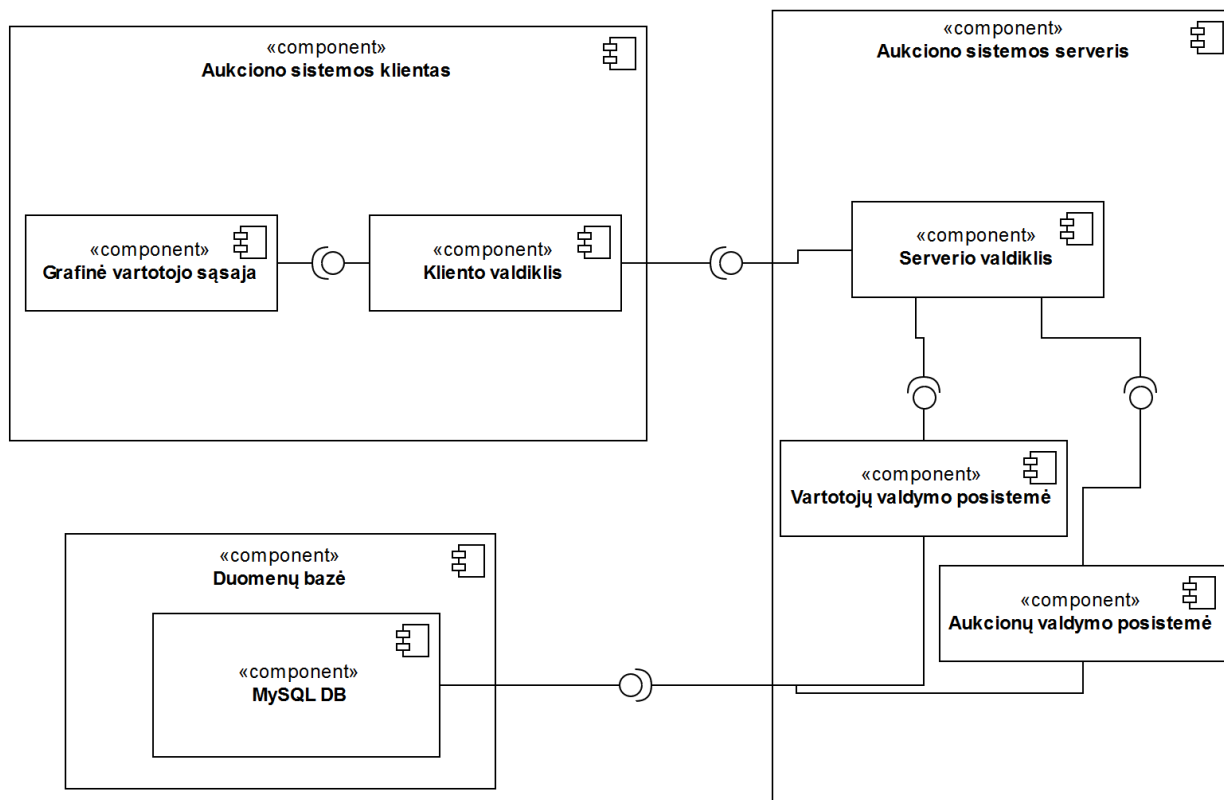 «component»
Aukciono sistemos klientas
«component»
Grafinė vartotojo sąsaja
«component»
Kliento valdiklis
«component»
Aukciono sistemos serveris
«component»
Serverio valdiklis
«component»
Vartotojų valdymo posistemė
«component»
Aukcionų valdymo posistemė
«component»
Duomenų bazė
«component»
MySQL DB